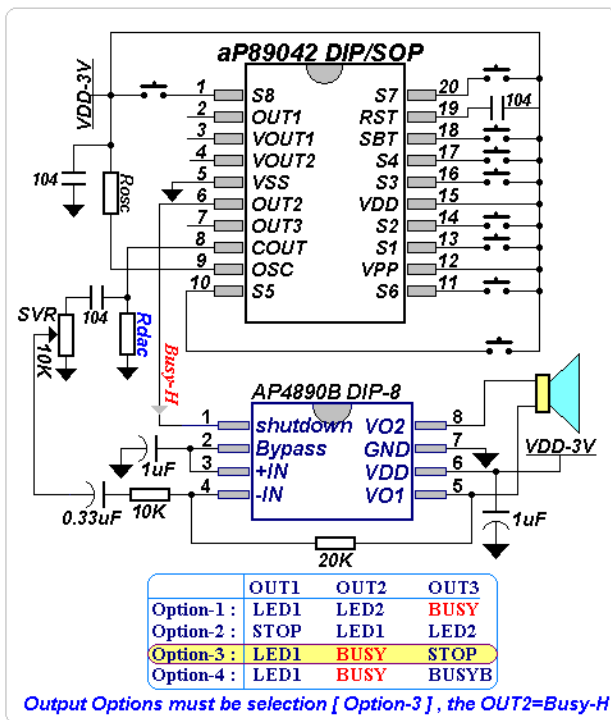 aP89042 DIP/SOP
VDD-3V
1 S8 S7 20
2 OUT1 RST 19 104
3 VOUT1 SBT 18
4 VOUT2 S4 17
5 VSS S3 16
6 OUT2 VDD 15
7 OUT3 S2 14
8 COUT S1 13
9 OSC VPP 12
10 S5 S6 11
104
Rosc
SVR
10K
104
Rdac
Busy-H
AP4890B DIP-8
1 shutdown VO2 8
2 Bypass GND 7
3 +IN VDD 6
4 -IN VO1 5
VDD-3V
1uF
0.33uF
10K
20K
1uF
OUT1 OUT2 OUT3
Option-1 : LED1 LED2 BUSY
Option-2 : STOP LED1 LED2
Option-3 : LED1 BUSY STOP
Option-4 : LED1 BUSY BUSYB
Output Options must be selection [ Option-3 ] , the OUT2=Busy-H